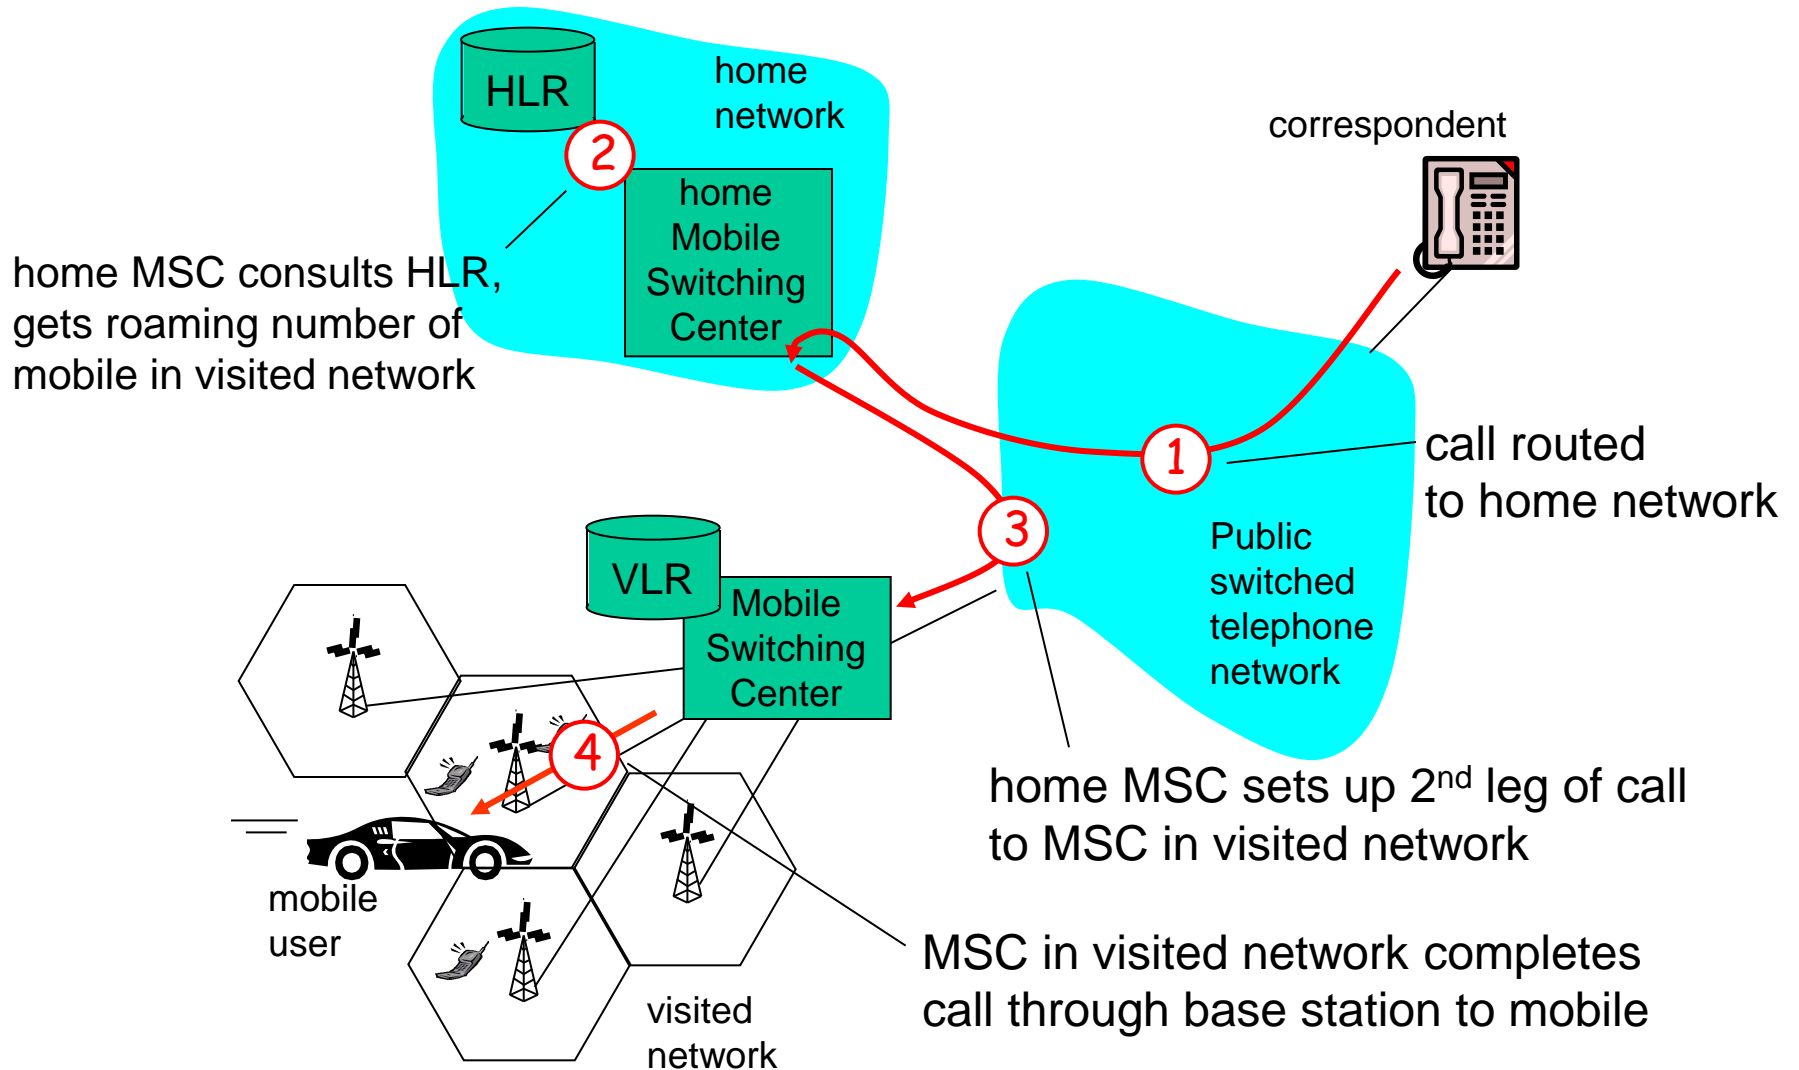 HLR
home
network
correspondent
2
home
Mobile
Switching
Center
home MSC consults HLR,
gets roaming number of
mobile in visited network
1
call routed
to home network
3
Public
switched
telephone
network
VLR
Mobile
Switching
Center
4
home MSC sets up 2nd leg of call
to MSC in visited network
mobile
user
MSC in visited network completes
call through base station to mobile
visited
network